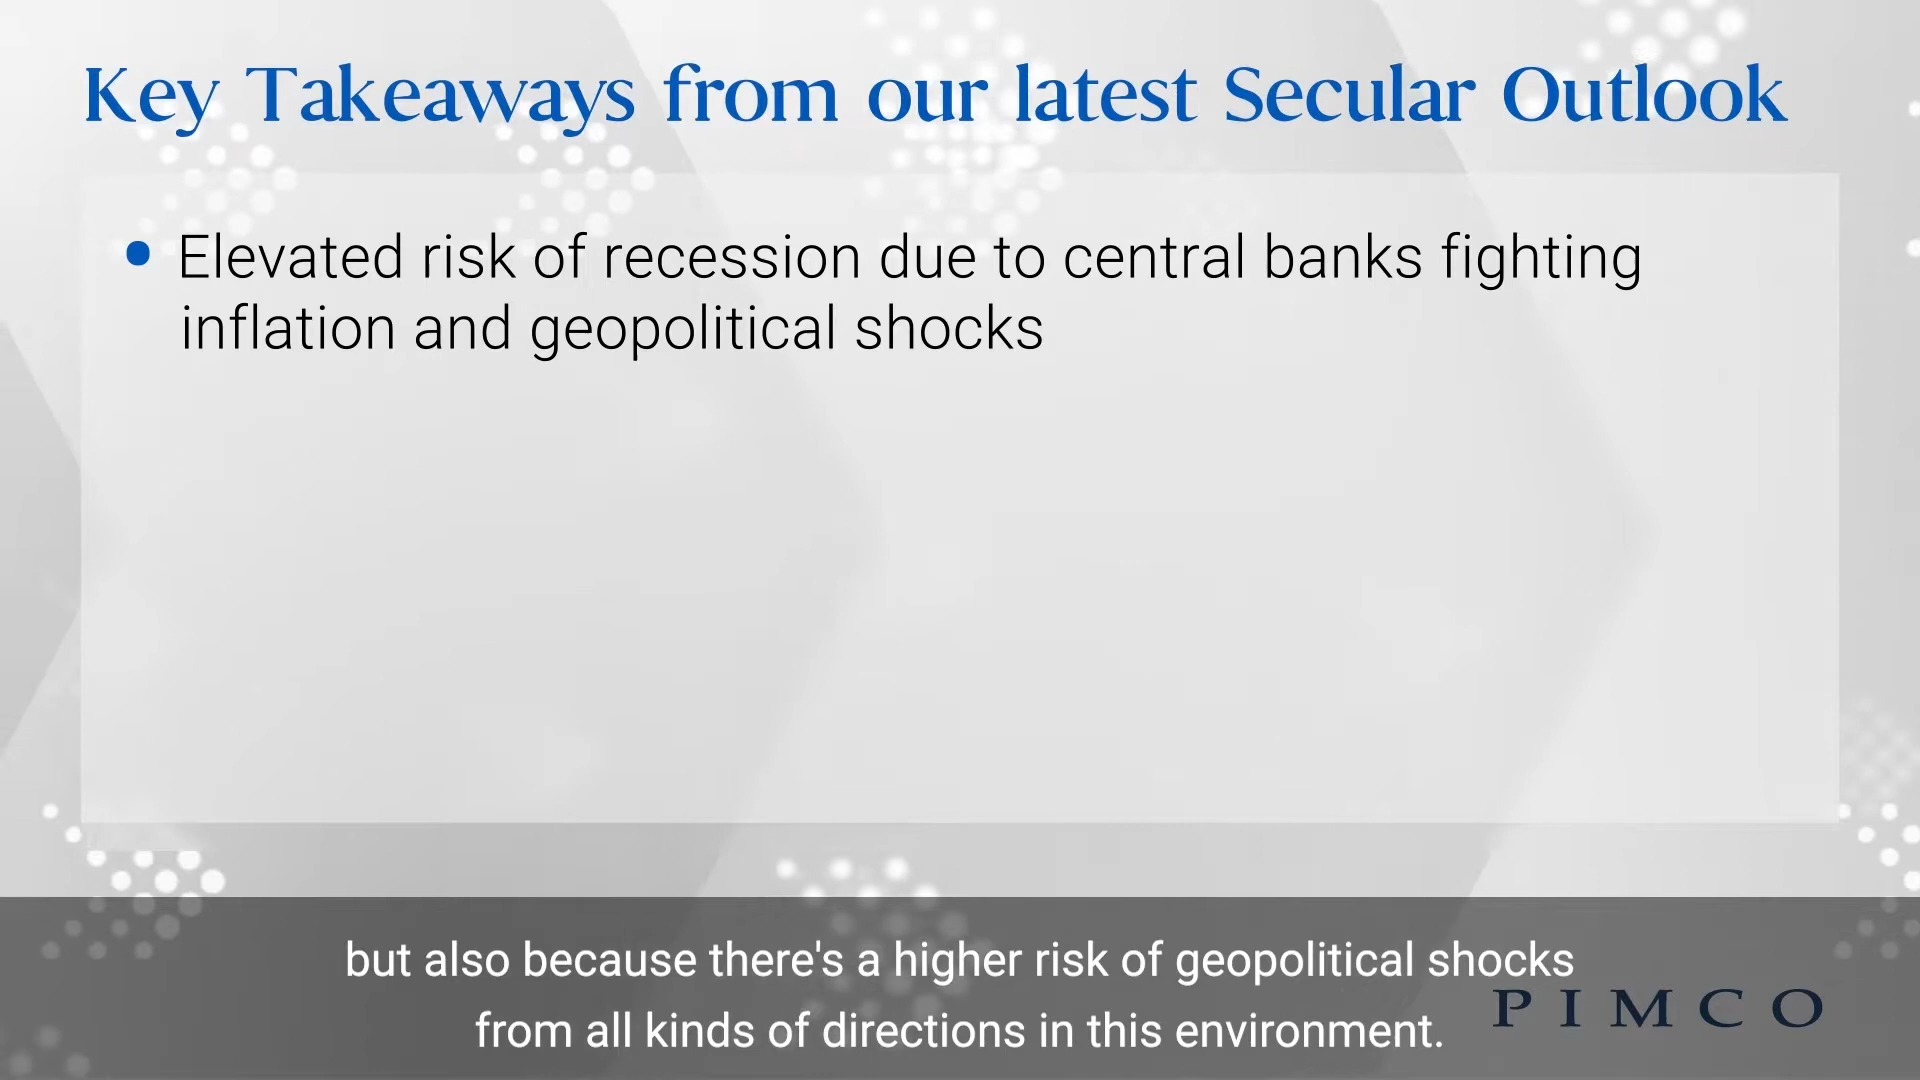 Key Takeaways from our latest Secular Outlook
• Elevated risk of recession due to central banks fighting
inflation and geopolitical shocks
but also because there's a higher risk of geopolitical shocks
from all kinds of directions in this environment.
PIMCO